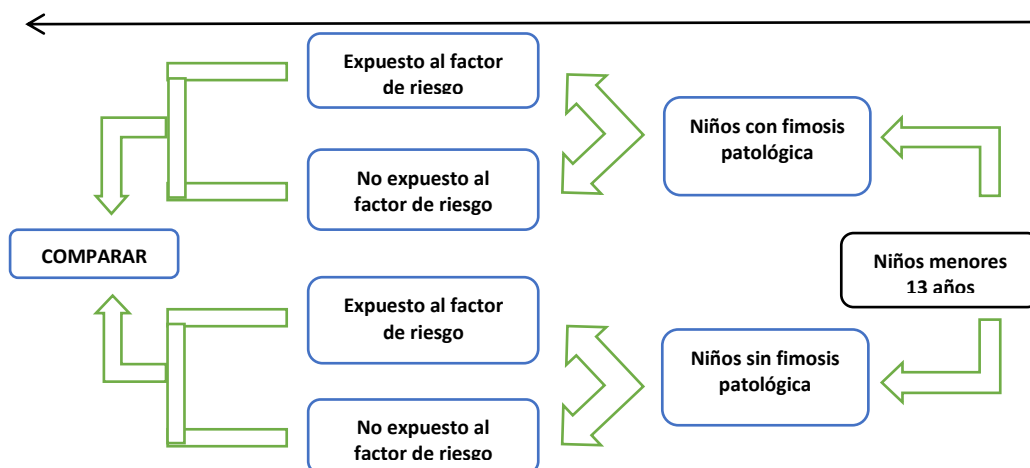 Expuesto al factor
de riesgo
Niños con fimosis
patológica
No expuesto al
factor de riesgo
COMPARAR
Niños menores
13 años
Expuesto al factor
de riesgo
Niños sin fimosis
patológica
No expuesto al
factor de riesgo